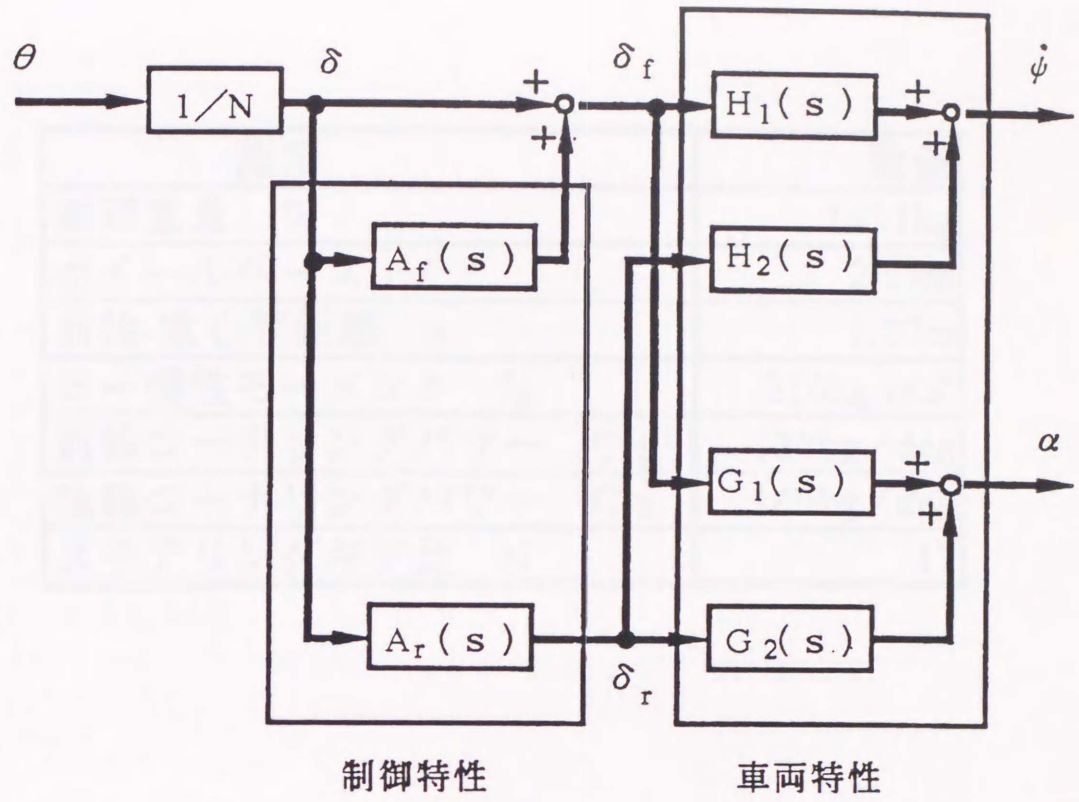 θ
1/N
δ
+
+
δf
H₁(s)
+
+
ψ̇
Af(s)
H₂(s)
G₁(s)
+
+
α
Ar(s)
δr
G₂(s)
制御特性
車両特性